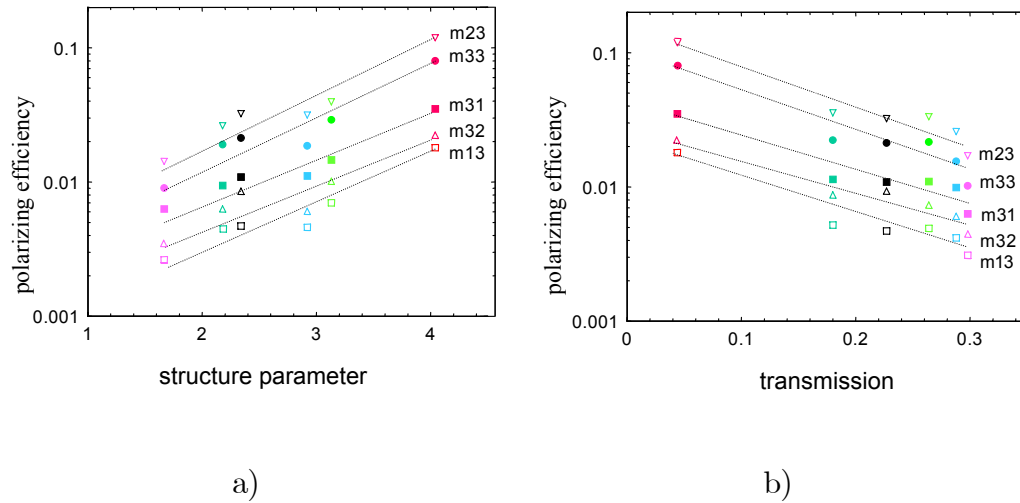 0.1
0.01
0.001
polarizing efficiency
m23
m33
m31
m32
m13
1 2 3 4
structure parameter
a)
0.1
0.01
0.001
polarizing efficiency
m23
m33
m31
m32
m13
0 0.1 0.2 0.3
transmission
b)